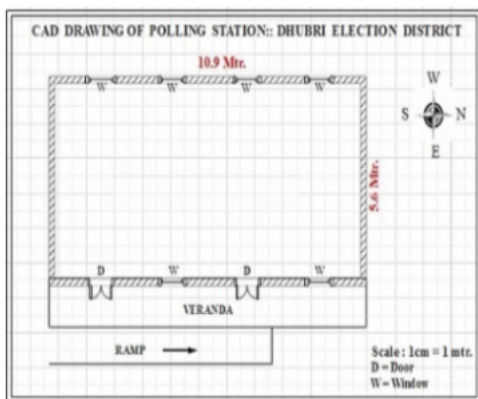 CAD DRAWING OF POLLING STATION:: DHUBRI ELECTION DISTRICT
10.9 Mtr.
W W W W
W
S N
E
5.6 Mtr.
D W D W
VERANDA
RAMP
Scale : 1cm = 1 mtr.
D = Door
W = Window